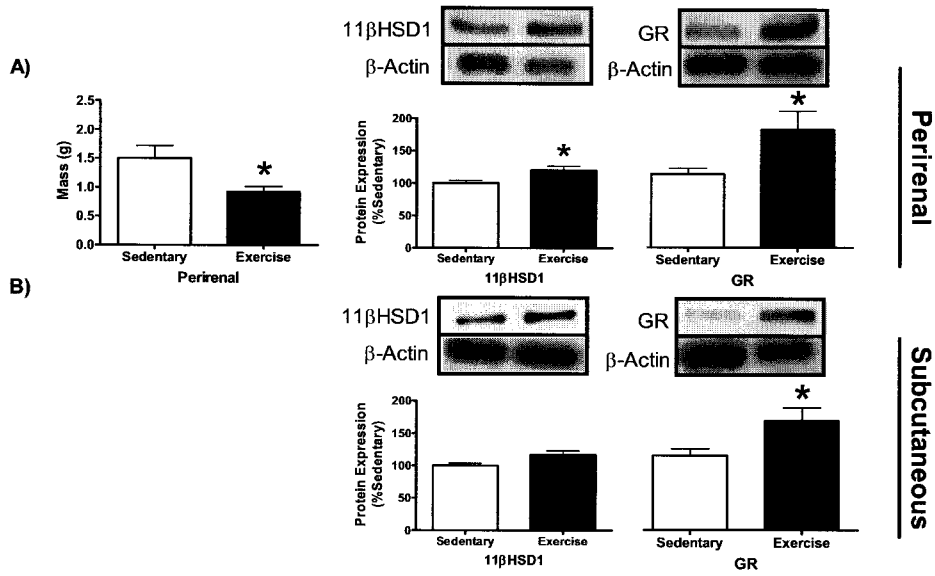 11βHSD1
β-Actin
GR
β-Actin
A)
Mass (g)
2.5
2.0
1.5
1.0
0.5
0.0
*
Sedentary Exercise
Perirenal
Protein Expression
(%Sedentary)
200
150
100
50
0
*
Sedentary Exercise
11βHSD1
*
Sedentary Exercise
GR
Perirenal
B)
11βHSD1
β-Actin
GR
β-Actin
Protein Expression
(%Sedentary)
200
150
100
50
0
Sedentary Exercise
11βHSD1
*
Sedentary Exercise
GR
Subcutaneous